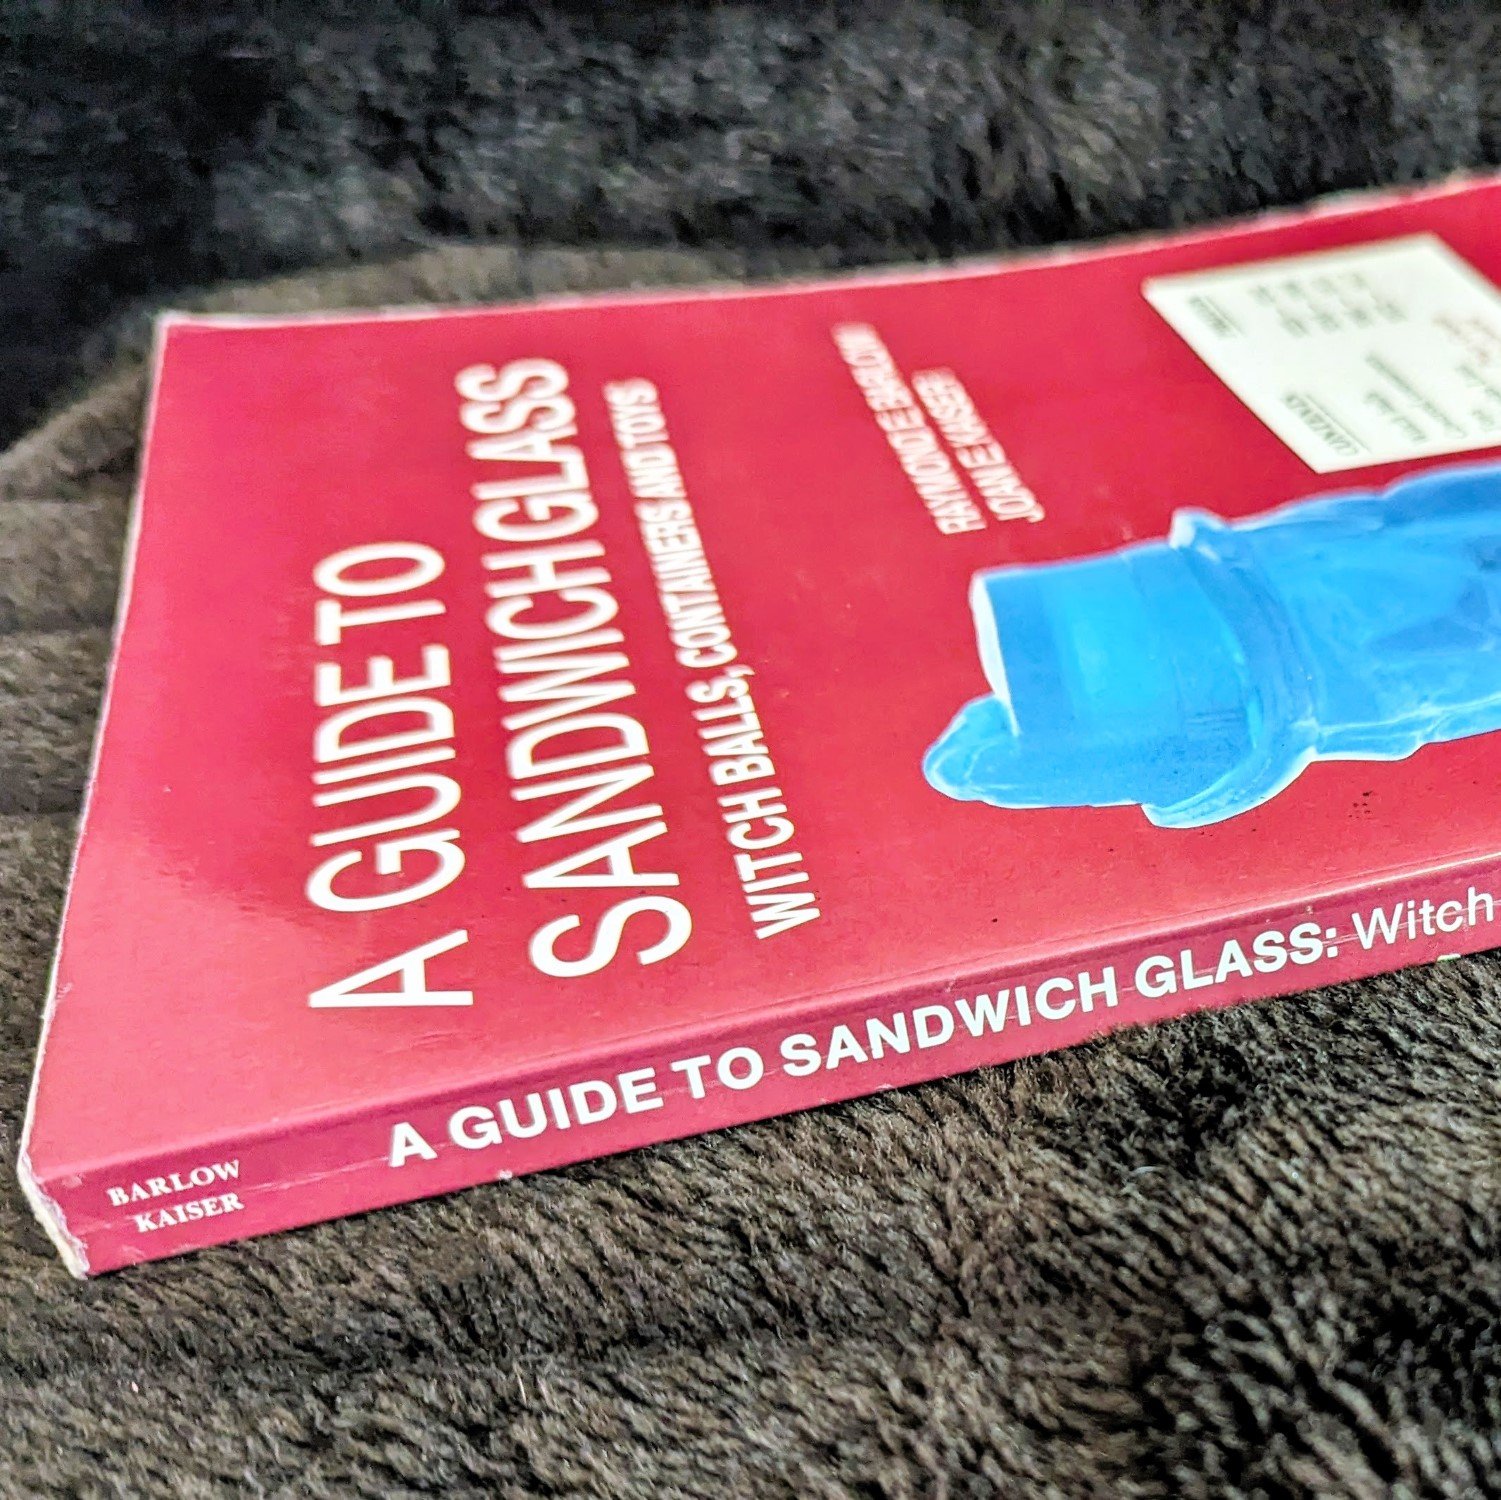 A GUIDE TO
SANDWICH GLASS
WITCH BALLS, CONTAINERS AND TOYS
RAYMOND E. BARLOW
JOAN E. KAISER
BARLOW
KAISER
A GUIDE TO SANDWICH GLASS: Witch